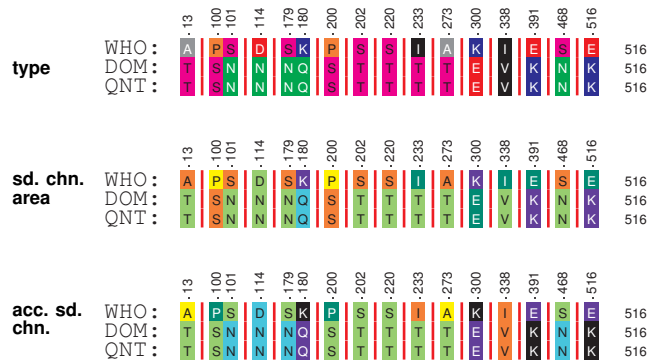 ·13 ·100 ·101 ·114 ·179 ·180 ·200 ·202 ·220 ·233 ·273 ·300 ·338 ·391 ·468 ·516
WHO: A P S D S K P S S I A K I E S E 516
type DOM: T S N N N Q S T T T T E V K N K 516
QNT: T S N N N Q S T T T T E V K N K 516
·13 ·100 ·101 ·114 ·179 ·180 ·200 ·202 ·220 ·233 ·273 ·300 ·338 ·391 ·468 ·516
sd. chn. WHO: A P S D S K P S S I A K I E S E 516
area DOM: T S N N N Q S T T T T E V K N K 516
QNT: T S N N N Q S T T T T E V K N K 516
·13 ·100 ·101 ·114 ·179 ·180 ·200 ·202 ·220 ·233 ·273 ·300 ·338 ·391 ·468 ·516
acc. sd. WHO: A P S D S K P S S I A K I E S E 516
chn. DOM: T S N N N Q S T T T T E V K N K 516
QNT: T S N N N Q S T T T T E V K N K 516